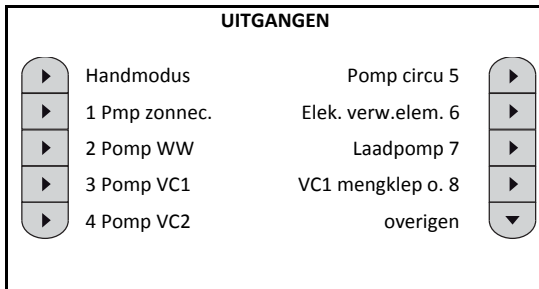 UITGANGEN
Handmodus
1 Pmp zonnec.
2 Pomp WW
3 Pomp VC1
4 Pomp VC2
Pomp circu 5
Elek. verw.elem. 6
Laadpomp 7
VC1 mengklep o. 8
overigen